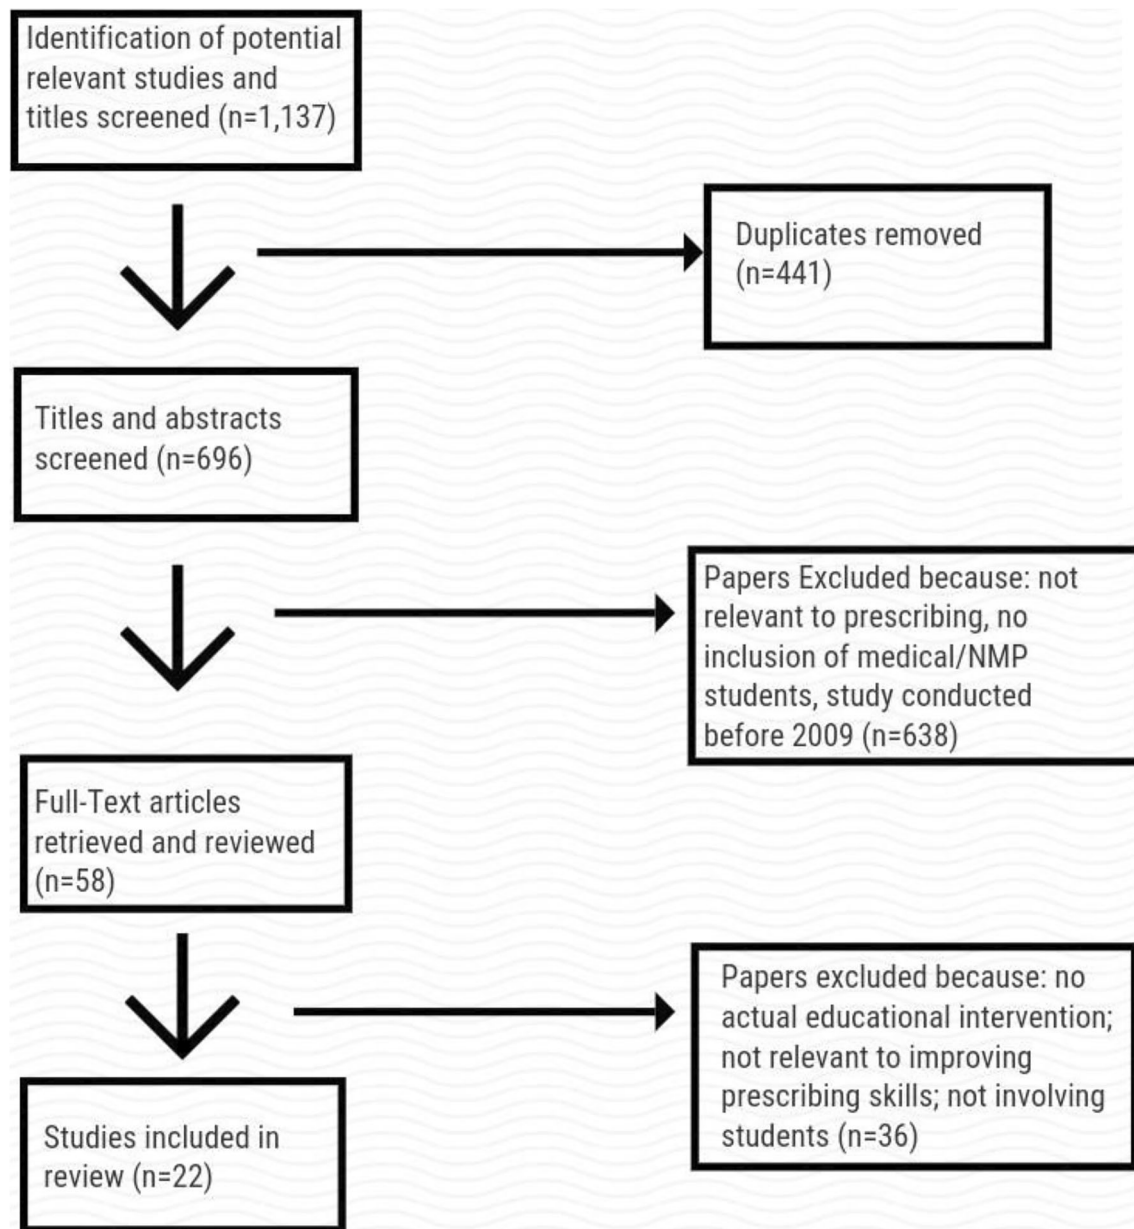 Identification of potential
relevant studies and
titles screened (n=1,137)
Duplicates removed
(n=441)
Titles and abstracts
screened (n=696)
Papers Excluded because: not
relevant to prescribing, no
inclusion of medical/NMP
students, study conducted
before 2009 (n=638)
Full-Text articles
retrieved and reviewed
(n=58)
Papers excluded because: no
actual educational intervention;
not relevant to improving
prescribing skills; not involving
students (n=36)
Studies included in
review (n=22)